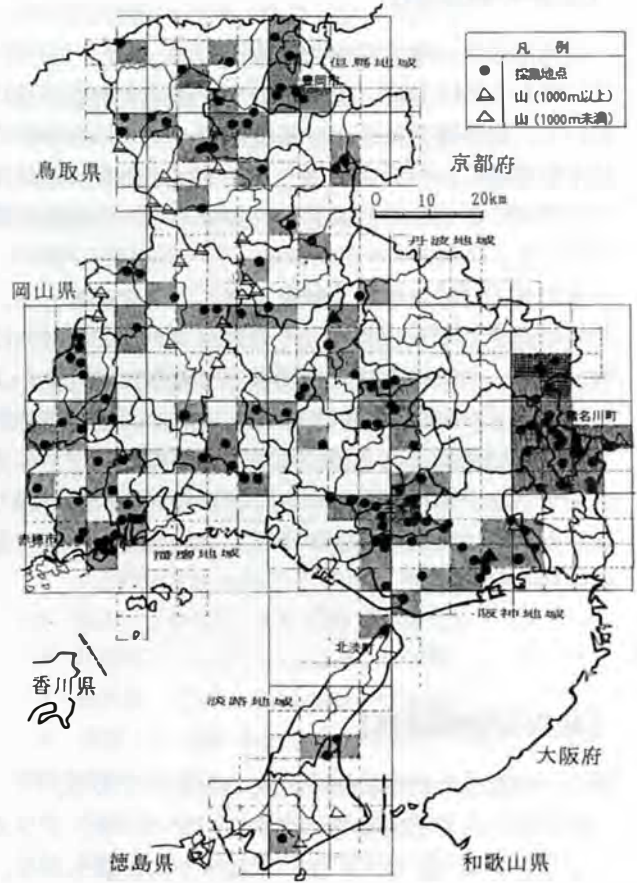 凡 例
採集地点
山 (1000m以上)
山 (1000m未満)
但馬地域
豊岡市
鳥取県
京都府
0 10 20km
丹波地域
岡山県
猪名川町
赤穂市
播磨地域
阪神地域
北淡町
香川県
淡路地域
大阪府
徳島県
和歌山県